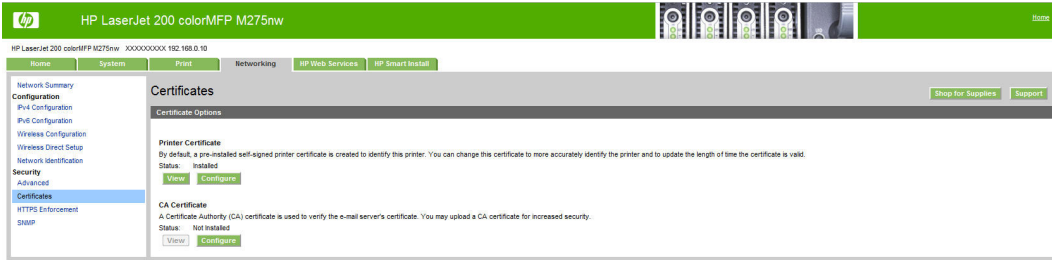 hp HP LaserJet 200 colorMFP M275nw Home
HP LaserJet 200 colorMFP M275nw XXXXXXXXX 192.168.0.10
Home System Print Networking HP Web Services HP Smart Install
Network Summary
Configuration
IPv4 Configuration
IPv6 Configuration
Wireless Configuration
Wireless Direct Setup
Network Identification
Security
Advanced
Certificates
HTTPS Enforcement
SNMP
Certificates Shop for Supplies Support
Certificate Options
Printer Certificate
By default, a pre-installed self-signed printer certificate is created to identify this printer. You can change this certificate to more accurately identify the printer and to update the length of time the certificate is valid.
Status: Installed
View Configure
CA Certificate
A Certificate Authority (CA) certificate is used to verify the e-mail server's certificate. You may upload a CA certificate for increased security.
Status: Not Installed
View Configure